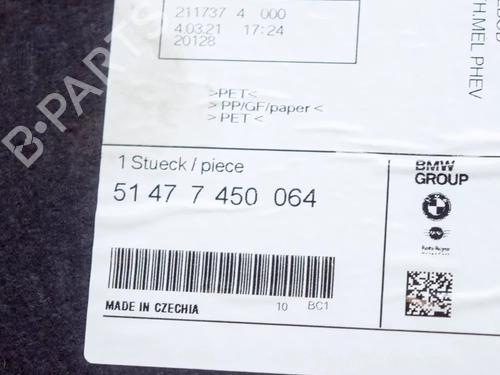 211737 4 000
4.03.21 17:24
20128
TH.MEL PHEV
>PET<
> PP/GF/paper <
> PET <
1 Stueck / piece
51 47 7 450 064
BMW
GROUP
MADE IN CZECHIA
10 BC1
B-PARTS